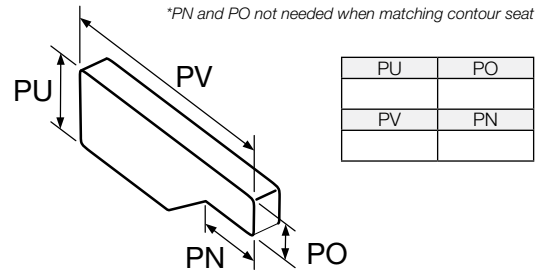 *PN and PO not needed when matching contour seat
PV
PU
PU PO
PV PN
PN
PO